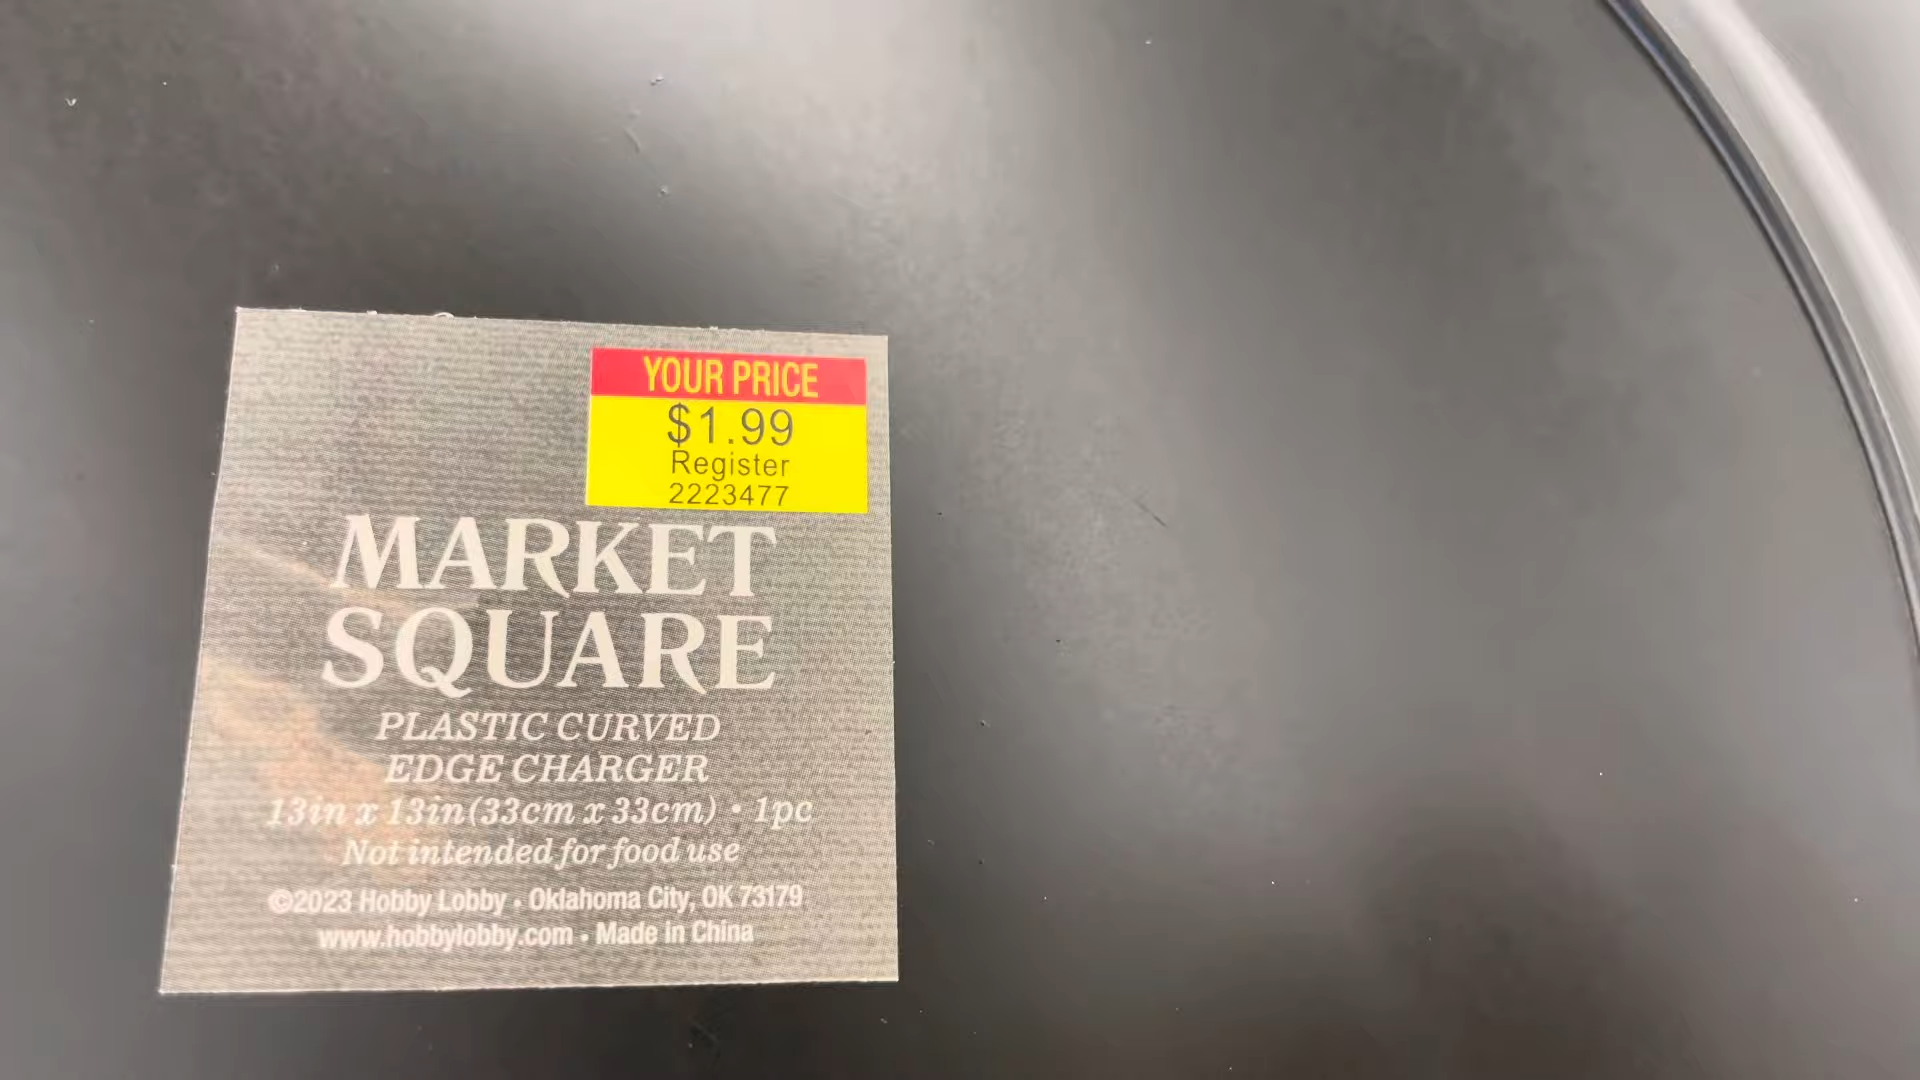 YOUR PRICE
$1.99
Register
2223477
MARKET
SQUARE
PLASTIC CURVED
EDGE CHARGER
13in x 13in (33cm x 33cm) • 1pc
Not intended for food use
©2023 Hobby Lobby • Oklahoma City, OK 73179
www.hobbylobby.com • Made in China